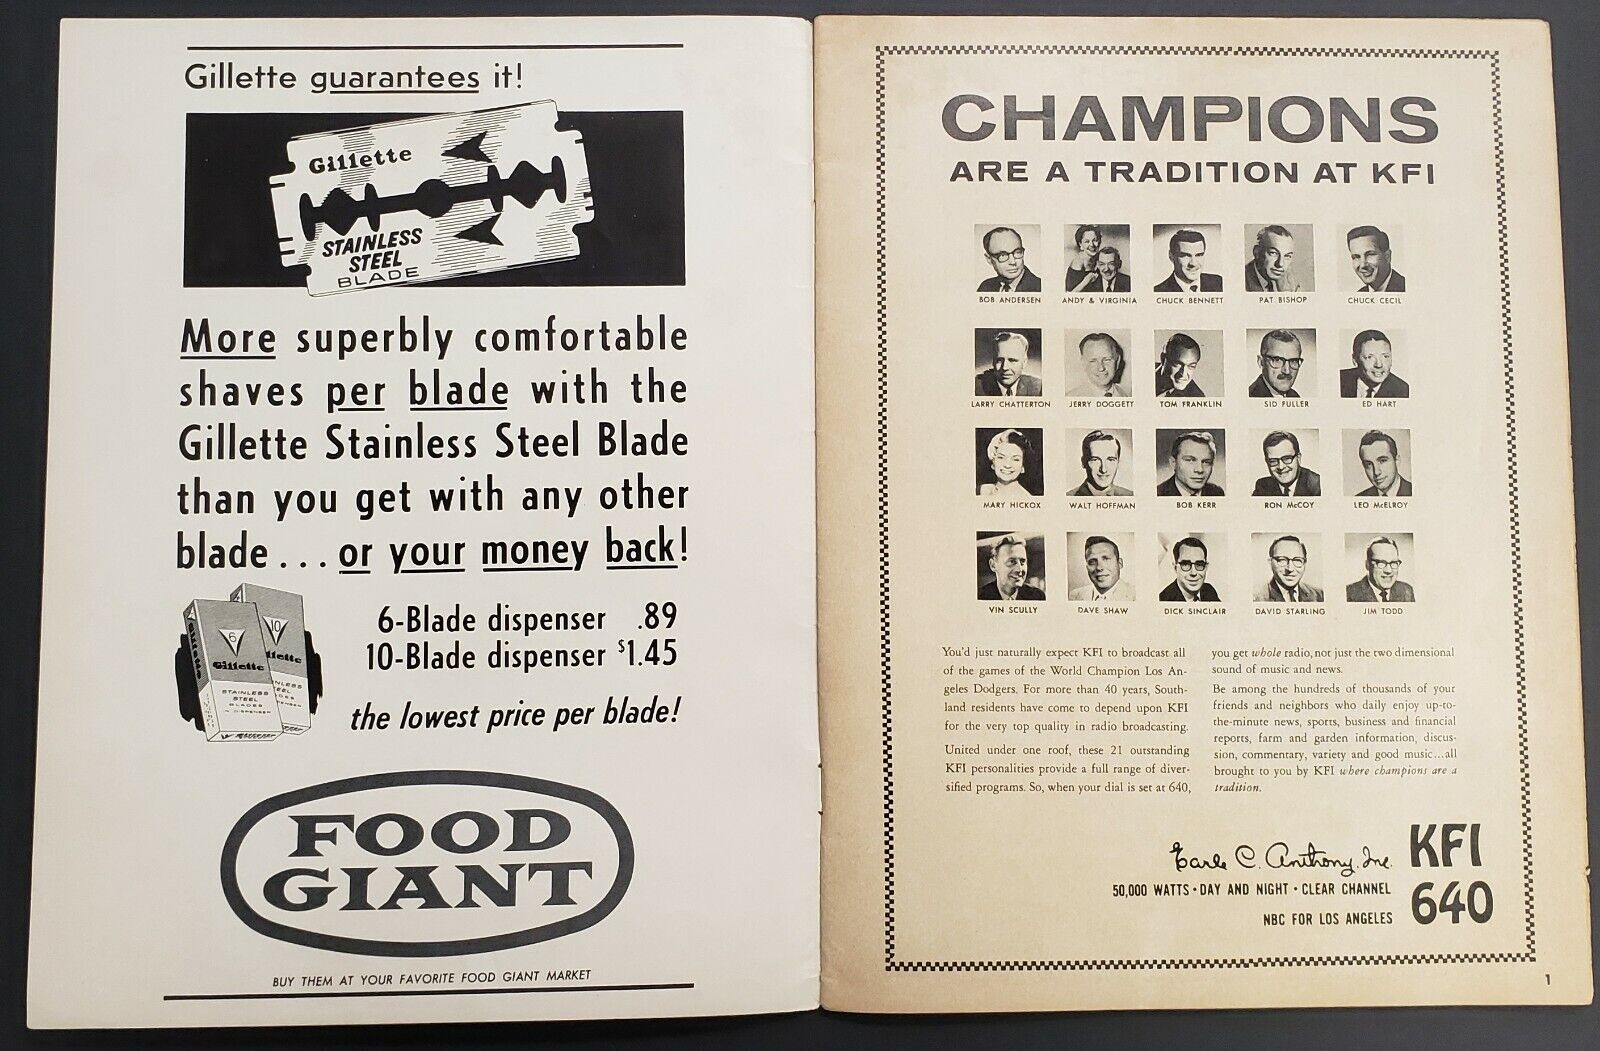 Gillette guarantees it!
Gillette
STAINLESS
STEEL
BLADE
More superbly comfortable
shaves per blade with the
Gillette Stainless Steel Blade
than you get with any other
blade ... or your money back!
6
10
Gillette
STAINLESS
STEEL
BLADES
6-Blade dispenser .89
10-Blade dispenser $1.45
the lowest price per blade!
FOOD
GIANT
BUY THEM AT YOUR FAVORITE FOOD GIANT MARKET
CHAMPIONS
ARE A TRADITION AT KFI
BOB ANDERSEN ANDY & VIRGINIA CHUCK BENNETT PAT BISHOP CHUCK CECIL
LARRY CHATTERTON JERRY DOGGETT TOM FRANKLIN SID FULLER ED HART
MARY HICKOX WALT HOFFMAN BOB KERR RON McCOY LEO McELROY
VIN SCULLY DAVE SHAW DICK SINCLAIR DAVID STARLING JIM TODD
You'd just naturally expect KFI to broadcast all
of the games of the World Champion Los An-
geles Dodgers. For more than 40 years, South-
land residents have come to depend upon KFI
for the very top quality in radio broadcasting.
United under one roof, these 21 outstanding
KFI personalities provide a full range of diver-
sified programs. So, when your dial is set at 640,
you get whole radio, not just the two dimensional
sound of music and news.
Be among the hundreds of thousands of your
friends and neighbors who daily enjoy up-to-
the-minute news, sports, business and financial
reports, farm and garden information, discus-
sion, commentary, variety and good music...all
brought to you by KFI where champions are a
tradition.
Earle C. Anthony, Inc.
50,000 WATTS • DAY AND NIGHT • CLEAR CHANNEL
NBC FOR LOS ANGELES
KFI
640
1